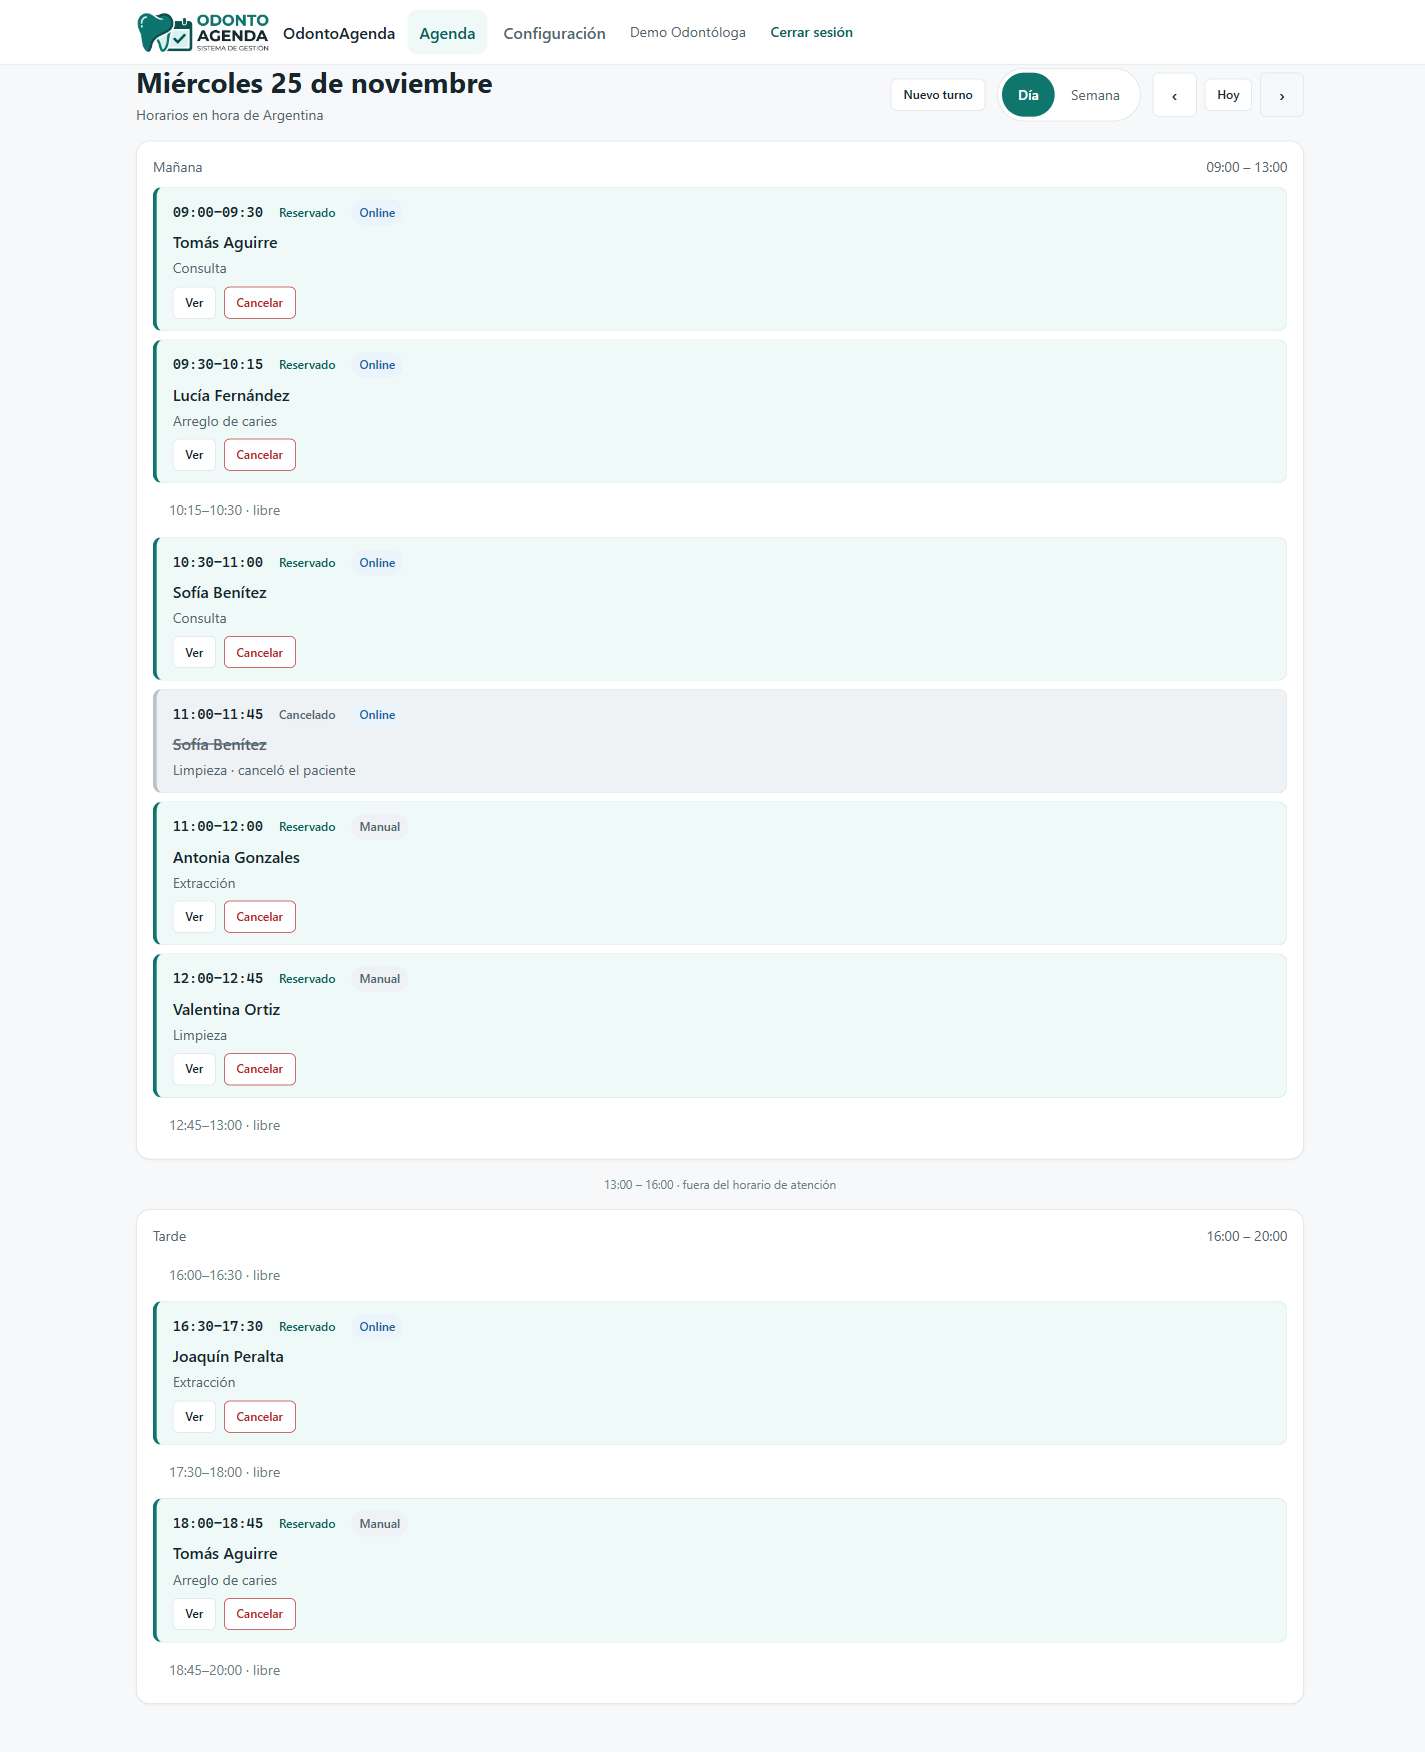 ODONTO
AGENDA
SISTEMA DE GESTIÓN
OdontoAgenda Agenda Configuración Demo Odontóloga Cerrar sesión
Miércoles 25 de noviembre
Horarios en hora de Argentina
Nuevo turno Día Semana ‹ Hoy ›
Mañana 09:00 – 13:00
09:00–09:30 Reservado Online
Tomás Aguirre
Consulta
Ver Cancelar
09:30–10:15 Reservado Online
Lucía Fernández
Arreglo de caries
Ver Cancelar
10:15–10:30 · libre
10:30–11:00 Reservado Online
Sofía Benítez
Consulta
Ver Cancelar
11:00–11:45 Cancelado Online
Sofía Benítez
Limpieza · canceló el paciente
11:00–12:00 Reservado Manual
Antonia Gonzales
Extracción
Ver Cancelar
12:00–12:45 Reservado Manual
Valentina Ortiz
Limpieza
Ver Cancelar
12:45–13:00 · libre
13:00 – 16:00 · fuera del horario de atención
Tarde 16:00 – 20:00
16:00–16:30 · libre
16:30–17:30 Reservado Online
Joaquín Peralta
Extracción
Ver Cancelar
17:30–18:00 · libre
18:00–18:45 Reservado Manual
Tomás Aguirre
Arreglo de caries
Ver Cancelar
18:45–20:00 · libre